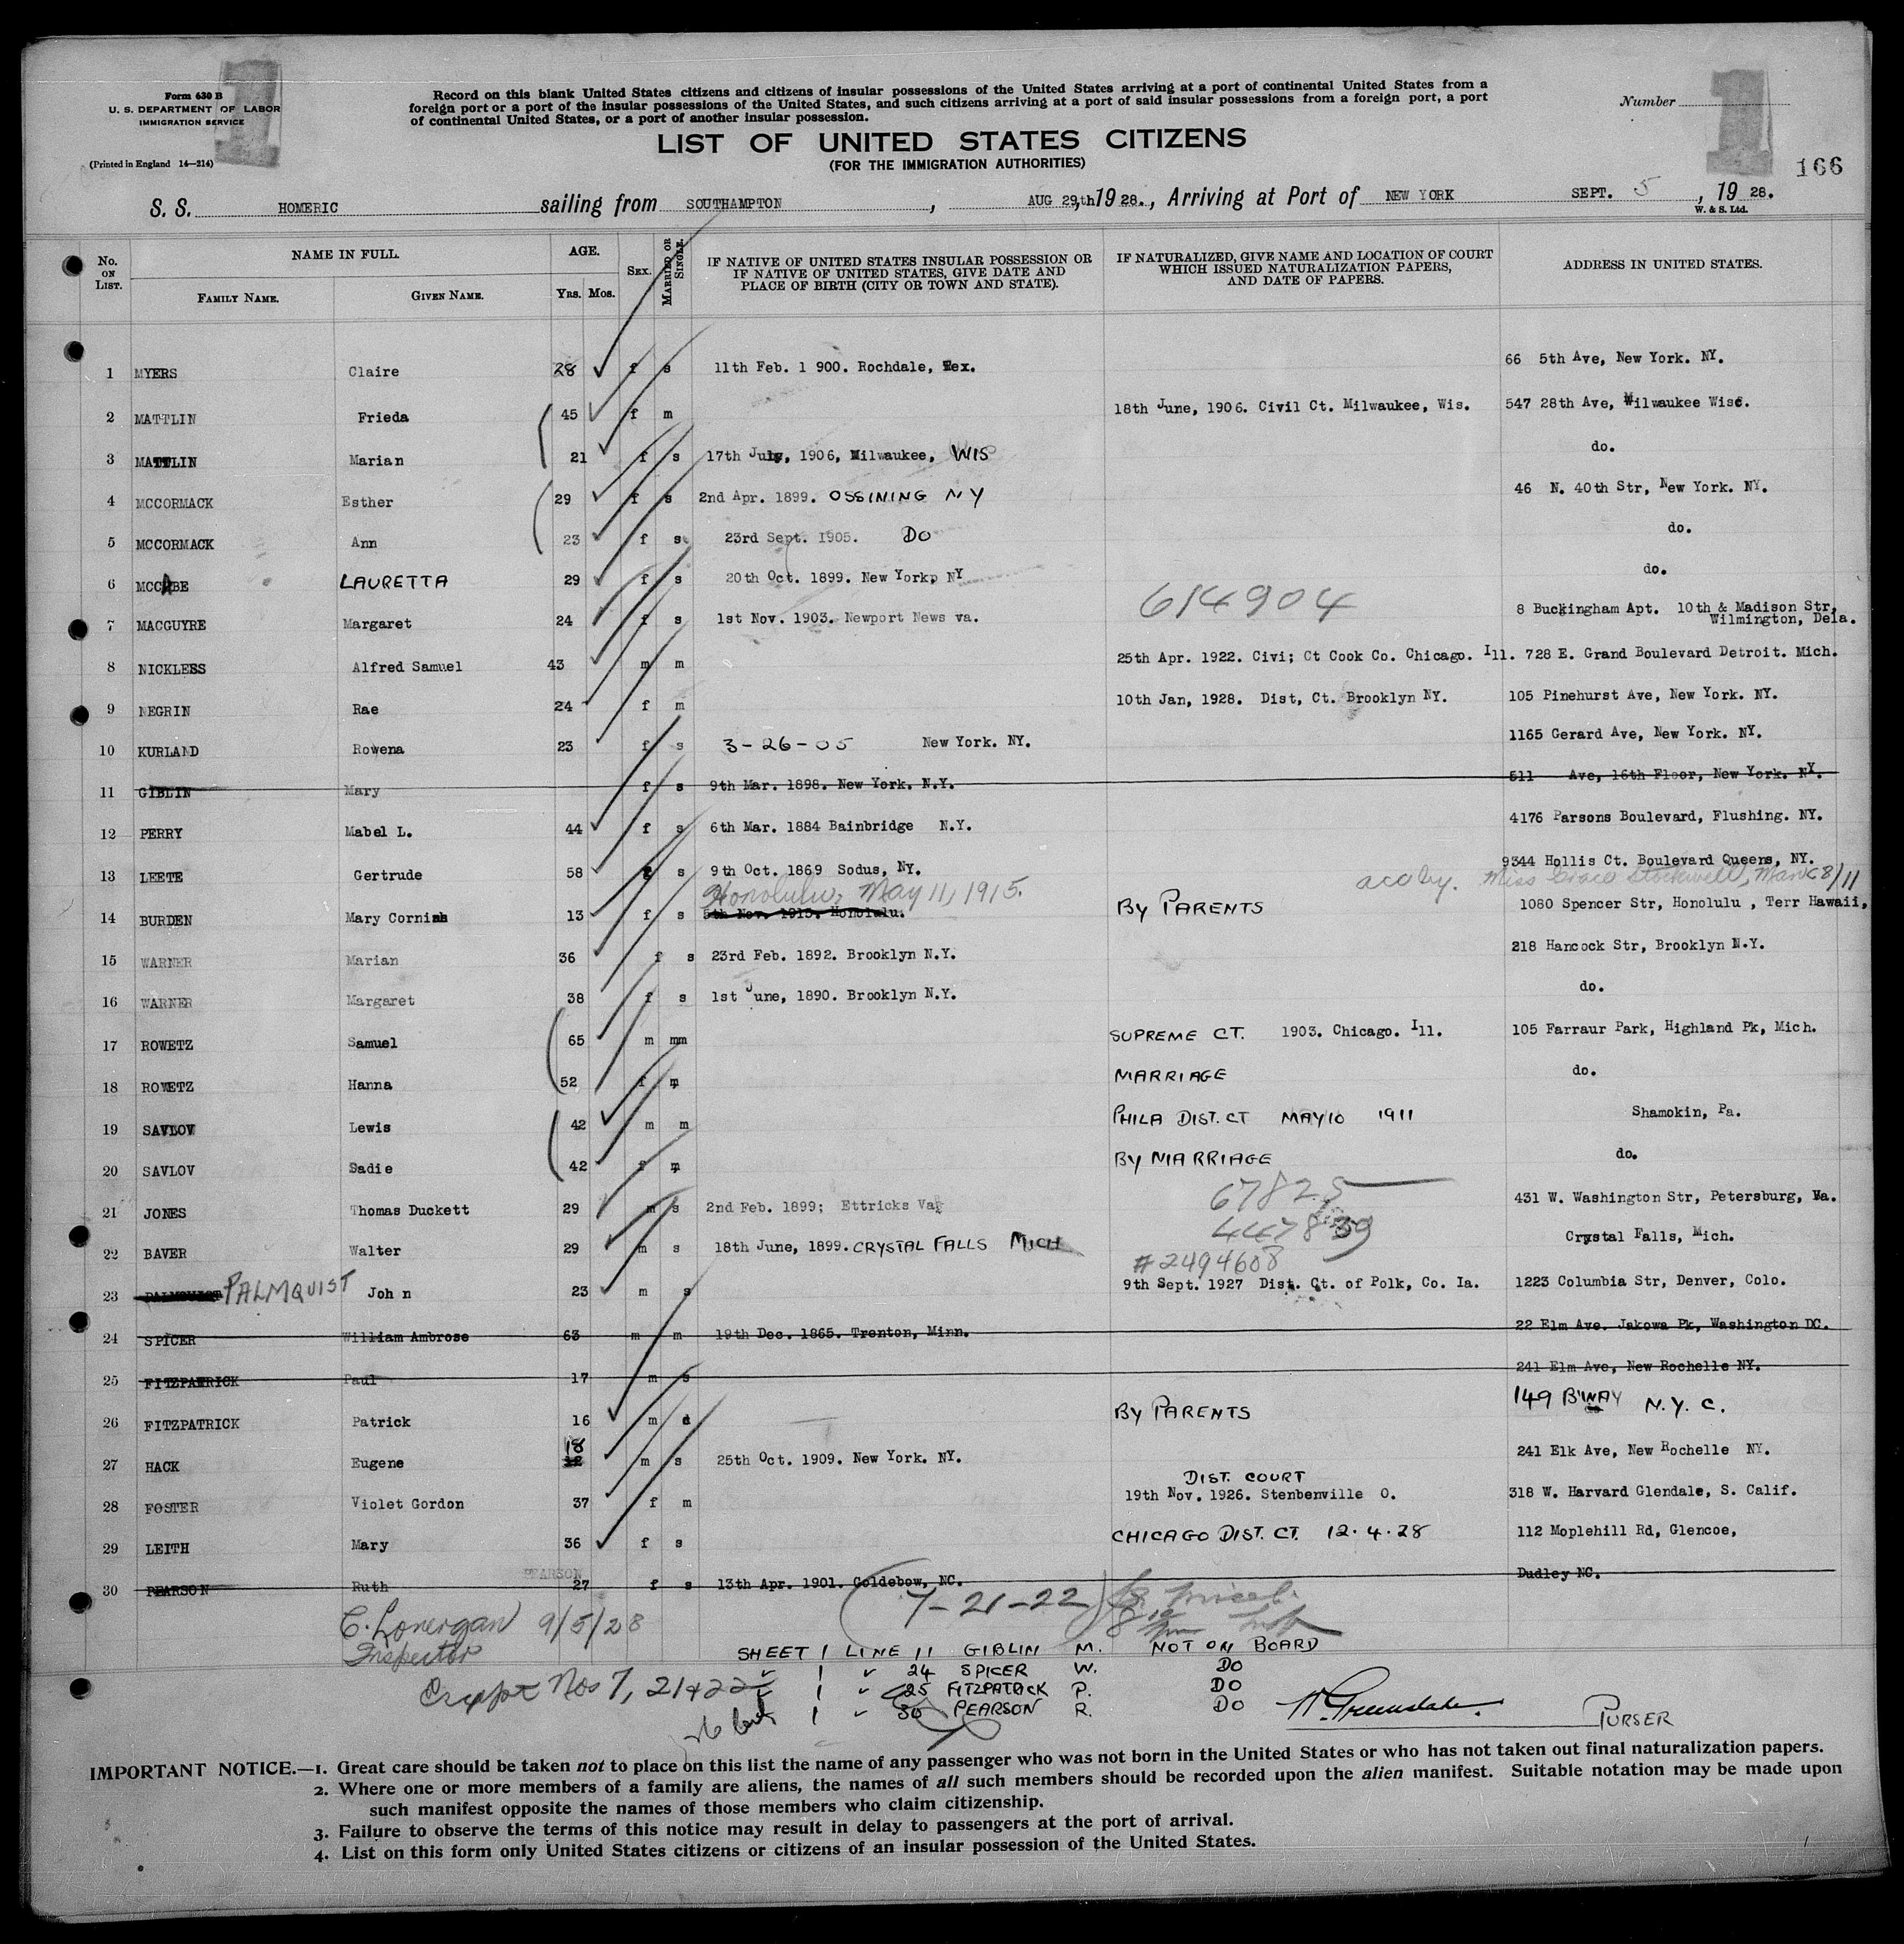 Form 630 B
U. S. DEPARTMENT OF LABOR
IMMIGRATION SERVICE
(Printed in England 14—214)
1
Record on this blank United States citizens and citizens of insular possessions of the United States arriving at a port of continental United States from a
foreign port or a port of the insular possessions of the United States, and such citizens arriving at a port of said insular possessions from a foreign port, a port
of continental United States, or a port of another insular possession.
LIST OF UNITED STATES CITIZENS
(FOR THE IMMIGRATION AUTHORITIES)
Number
1
166
S. S. HOMERIC sailing from SOUTHAMPTON , AUG 29,th 1928., Arriving at Port of NEW YORK SEPT. 5 , 19 28.
W. & S. Ltd.
No. ON LIST. NAME IN FULL. FAMILY NAME. GIVEN NAME. AGE. YRS. MOS. SEX. MARRIED OR SINGLE. IF NATIVE OF UNITED STATES INSULAR POSSESSION OR IF NATIVE OF UNITED STATES, GIVE DATE AND PLACE OF BIRTH (CITY OR TOWN AND STATE). IF NATURALIZED, GIVE NAME AND LOCATION OF COURT WHICH ISSUED NATURALIZATION PAPERS, AND DATE OF PAPERS. ADDRESS IN UNITED STATES.
1 MYERS Claire 28 f s 11th Feb. 1 900. Rochdale, Tex. 66 5th Ave, New York. NY.
2 MATTLIN Frieda 45 f m 18th June, 1906. Civil Ct. Milwaukee, Wis. 547 28th Ave, Milwaukee Wisc.
3 MATTLIN Marian 21 f s 17th July, 1906, Milwaukee, WIS do.
4 MCCORMACK Esther 29 f s 2nd Apr. 1899. OSSINING NY 46 N. 40th Str, New York. NY.
5 MCCORMACK Ann 23 f s 23rd Sept. 1905. DO do.
6 MCCABE LAURETTA 29 f s 20th Oct. 1899. New York, NY do.
614904
7 MACGUYRE Margaret 24 f s 1st Nov. 1903. Newport News va. 8 Buckingham Apt. 10th & Madison Str, Wilmington, Dela.
8 NICKLESS Alfred Samuel 43 m m 25th Apr. 1922. Civi; Ct Cook Co. Chicago. Ill. 728 E. Grand Boulevard Detroit. Mich.
9 NEGRIN Rae 24 f m 10th Jan, 1928. Dist, Ct. Brooklyn NY. 105 Pinehurst Ave, New York. NY.
10 KURLAND Rowena 23 f s 3-26-05 New York. NY. 1165 Gerard Ave, New York. NY.
11 GIBLIN Mary f s 9th Mar. 1898. New York. N.Y. 511 Ave, 16th Floor, New York. NY.
12 PERRY Mabel L. 44 f s 6th Mar. 1884 Bainbridge N.Y. 4176 Parsons Boulevard, Flushing. NY.
13 LEETE Gertrude 58 f s 9th Oct. 1869 Sodus, Ny. 9344 Hollis Ct. Boulevard Queens, NY.
Honolulu, May 11, 1915. Miss Grace Stockwell,
14 BURDEN Mary Cornish 13 f s 5th Nov. 1915. Honolulu. BY PARENTS 1080 Spencer Str, Honolulu , Terr Hawaii,
15 WARNER Marian 36 f s 23rd Feb. 1892. Brooklyn N.Y. 218 Hancock Str, Brooklyn N.Y.
16 WARNER Margaret 38 f s 1st June, 1890. Brooklyn N.Y. do.
17 ROWETZ Samuel 65 m mm SUPREME CT. 1903. Chicago. Ill. 105 Farraur Park, Highland Pk, Mich.
18 ROWETZ Hanna 52 f m MARRIAGE do.
19 SAVLOV Lewis 42 m m PHILA DIST. CT MAY 10 1911 Shamokin, Pa.
20 SAVLOV Sadie 42 f m BY MARRIAGE do.
67825
21 JONES Thomas Duckett 29 m s 2nd Feb. 1899; Ettricks Va. 431 W. Washington Str, Petersburg, Va.
22 BAVER Walter 29 m s 18th June, 1899. CRYSTAL FALLS MICH Crystal Falls, Mich.
#2494608
23 PALMQUIST PALMQUIST Joh n 23 m s 9th Sept. 1927 Dist. Ct. of Polk, Co. Ia. 1223 Columbia Str, Denver, Colo.
24 SPICER William Ambrose 63 m m 19th Dec. 1865. Trenton, Minn. 22 Elm Ave. Jakowa Pk, Washington DC.
25 FITZPATRICK Paul 17 m s 241 Elm Ave, New Rochelle NY.
26 FITZPATRICK Patrick 16 m d BY PARENTS 149 B'WAY N.Y.C.
27 HACK Eugene 18 m s 25th Oct. 1909. New York. NY. 241 Elk Ave, New Rochelle NY.
DIST. COURT
28 FOSTER Violet Gordon 37 f m 19th Nov. 1926. Stenbenville O. 318 W. Harvard Glendale, S. Calif.
29 LEITH Mary 36 f s CHICAGO DIST. CT. 12.4.28 112 Moplehill Rd, Glencoe,
PEARSON
30 PEARSON Ruth 27 f s 13th Apr. 1901. Goldebow, NC. Dudley NC.
(7-21-22)
C. Lonergan 9/5/28
Inspector
Except Nos 7, 21+22
SHEET 1 LINE 11 GIBLIN M. NOT ON BOARD
" 1 " 24 SPICER W. DO
" 1 " 25 FITZPATRICK P. DO
" 1 " 30 PEARSON R. DO
PURSER
IMPORTANT NOTICE.—1. Great care should be taken not to place on this list the name of any passenger who was not born in the United States or who has not taken out final naturalization papers.
2. Where one or more members of a family are aliens, the names of all such members should be recorded upon the alien manifest. Suitable notation may be made upon
such manifest opposite the names of those members who claim citizenship.
3. Failure to observe the terms of this notice may result in delay to passengers at the port of arrival.
4. List on this form only United States citizens or citizens of an insular possession of the United States.